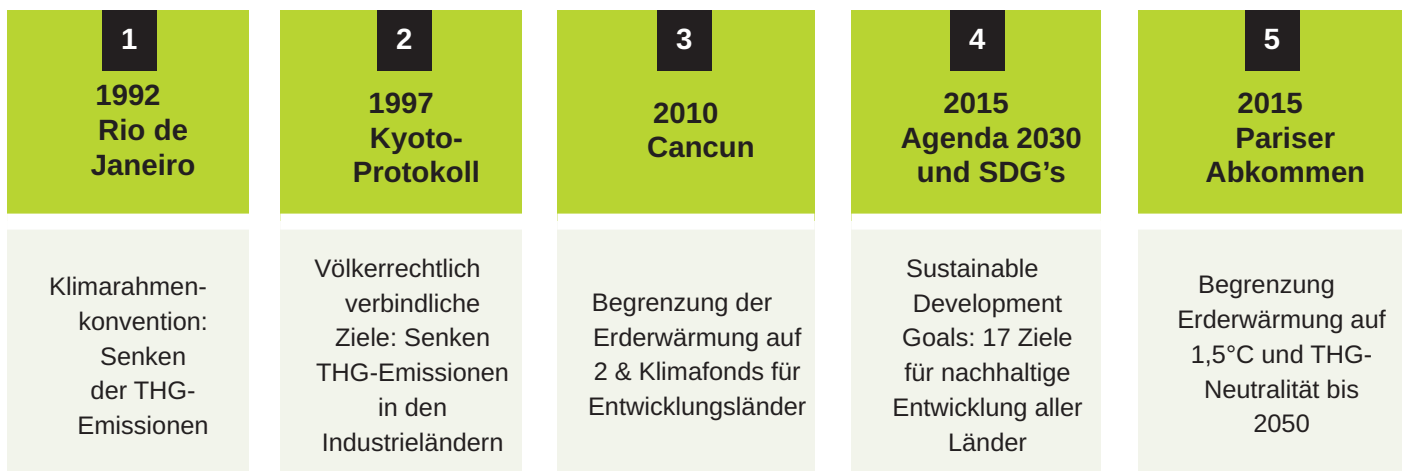 1
1992
Rio de
Janeiro
Klimarahmen-
konvention:
Senken
der THG-
Emissionen
2
1997
Kyoto-
Protokoll
Völkerrechtlich
verbindliche
Ziele: Senken
THG-Emissionen
in den
Industrieländern
3
2010
Cancun
Begrenzung der
Erderwärmung auf
2 & Klimafonds für
Entwicklungsländer
4
2015
Agenda 2030
und SDG’s
Sustainable
Development
Goals: 17 Ziele
für nachhaltige
Entwicklung aller
Länder
5
2015
Pariser
Abkommen
Begrenzung
Erderwärmung auf
1,5°C und THG-
Neutralität bis
2050